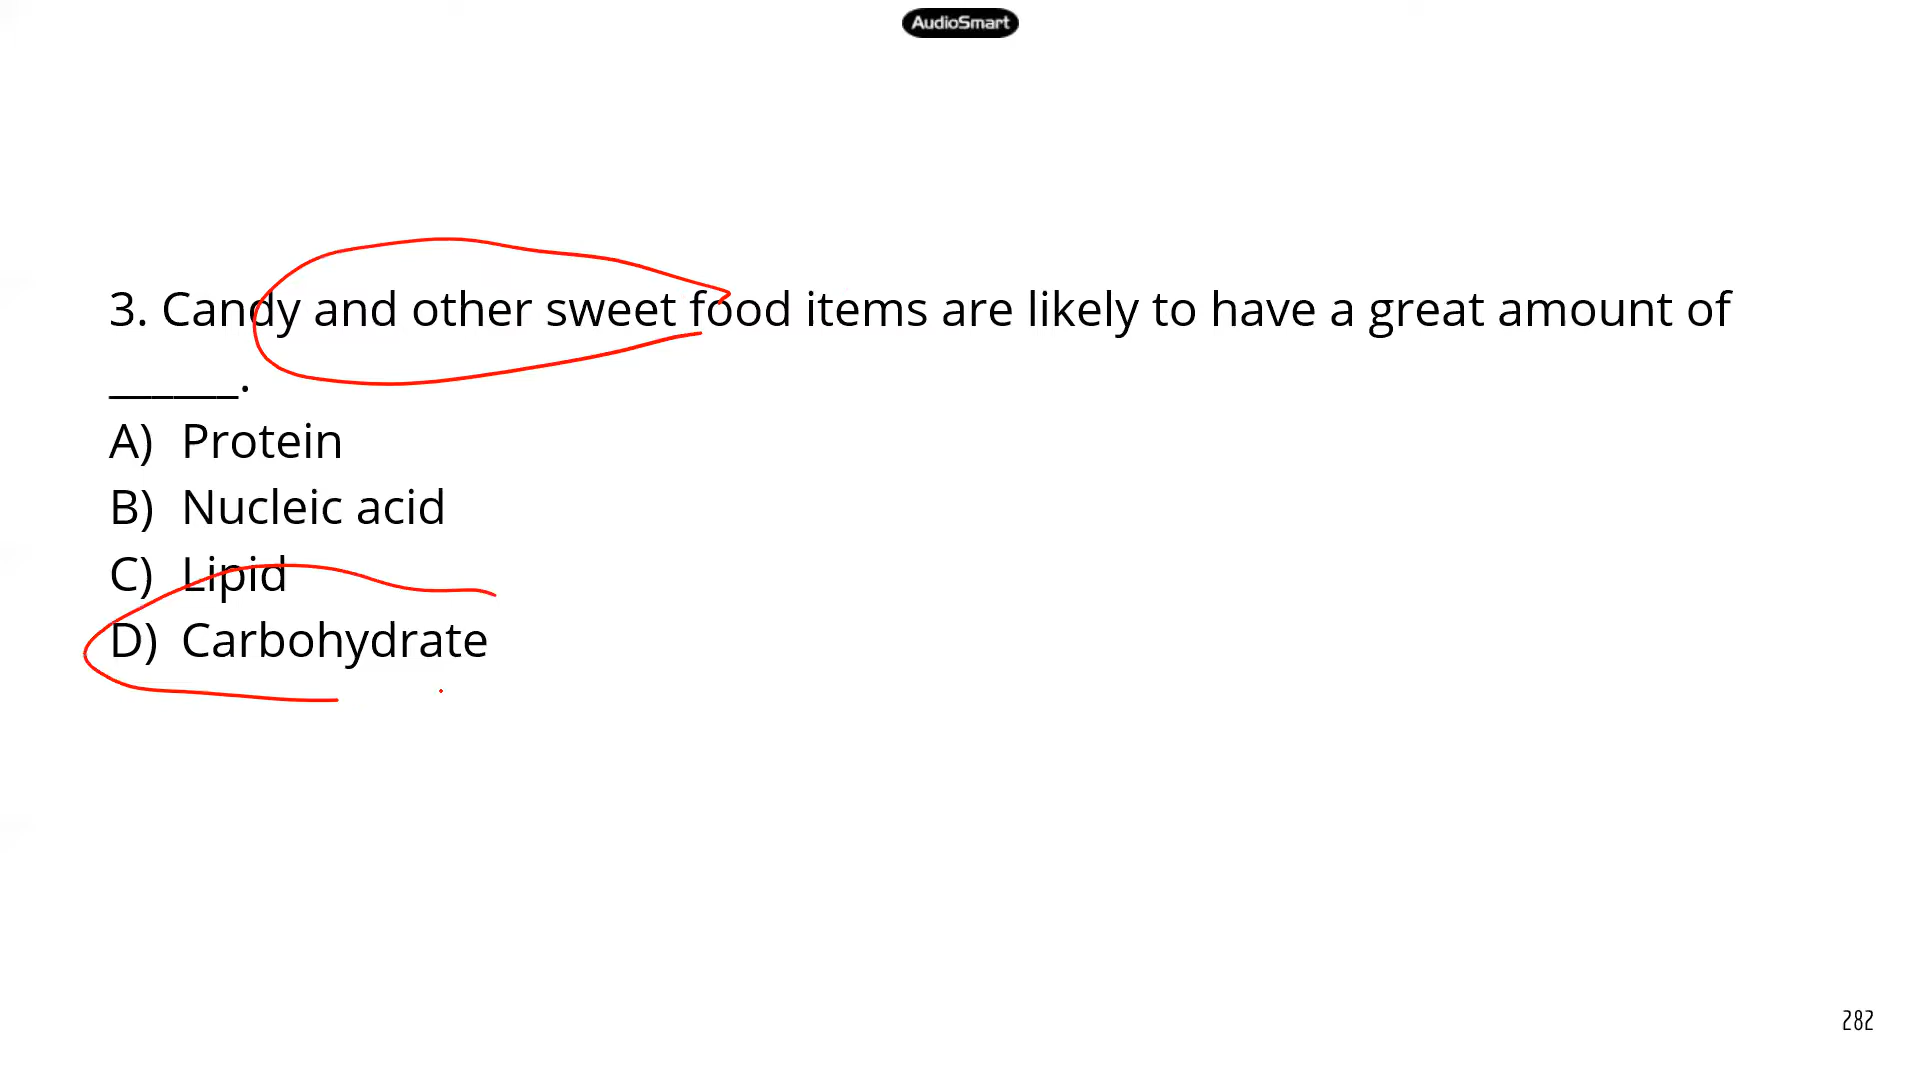 AudioSmart
3. Candy and other sweet food items are likely to have a great amount of
______.
A) Protein
B) Nucleic acid
C) Lipid
D) Carbohydrate
282